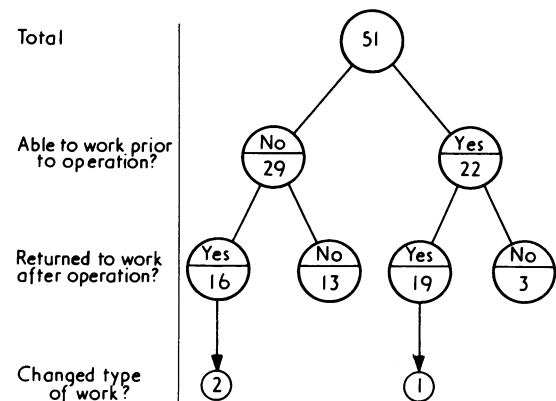 Total
51
Able to work prior
to operation?
No
29
Yes
22
Returned to work
after operation?
Yes
16
No
13
Yes
19
No
3
Changed type
of work?
2
1